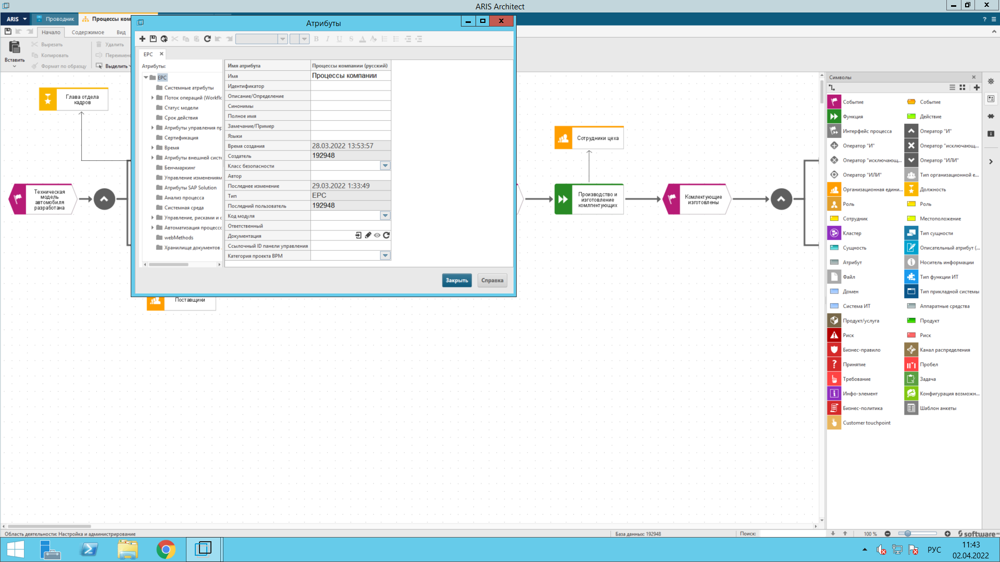 ARIS Architect
ARIS
Проводник
Процессы ком
?
Начало
Содержимое
Вид
Вставить
Вырезать
Копировать
Формат по образцу
Удалить
Переимено
Выделить
Атрибуты
B I U S A
EPC
Атрибуты:
EPC
Системные атрибуты
Поток операций (Workflo
Статус модели
Срок действия
Атрибуты управления пр
Сертификация
Время
Атрибуты внешней систе
Бенчмаркинг
Управление изменениям
Атрибуты SAP Solution
Анализ процесса
Системная среда
Управление, рисками и с
Автоматизация процессо
webMethods
Хранилище документов
Имя атрибута Процессы компании (русский)
Имя Процессы компании
Идентификатор
Описание/Определение
Синонимы
Полное имя
Замечание/Пример
Языки
Время создания 28.03.2022 13:53:57
Создатель 192948
Класс безопасности
Автор
Последнее изменение 29.03.2022 1:33:49
Тип EPC
Последний пользователь 192948
Код модуля
Ответственный
Документация
Ссылочный ID панели управления
Категория проекта BPM
Закрыть
Справка
Глава отдела
кадров
Техническая
модель
автомобиля
разработана
Поставщики
Сотрудники цеха
Производство и
изготовление
комлпектующих
Комлектующие
изготовлены
Символы
Событие Событие
Функция Действие
Интерфейс процесса Оператор "И"
Оператор "И" Оператор "исключающ...
Оператор "исключающ... Оператор "ИЛИ"
Оператор "ИЛИ" Тип организационной е...
Организационная едини... Должность
Роль Роль
Сотрудник Местоположение
Кластер Тип сущности
Сущность Описательный атрибут (...
Атрибут Носитель информации
Файл Тип функции ИТ
Домен Тип прикладной системы
Система ИТ Аппаратные средства
Продукт/услуга Продукт
Риск Риск
Бизнес-правило Канал распределения
Принятие Пробел
Требование Задача
Инфо-элемент Конфигурация возможн...
Бизнес-политика Шаблон анкеты
Customer touchpoint
Область деятельности: Настройка и администрирование
База данных: 192948
Поиск:
100 %
software
РУС
11:43
02.04.2022